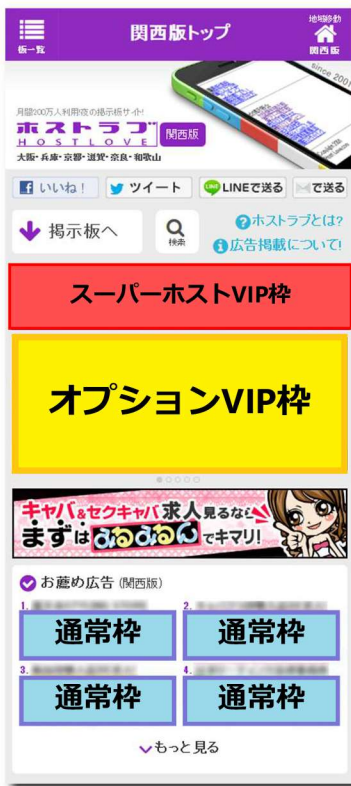 板一覧
関西版トップ
地域移動
関西版
since 2001
月間200万人利用!夜の掲示板サイト!
ホストラブ
HOSTLOVE
関西版
大阪・兵庫・京都・滋賀・奈良・和歌山
いいね!
ツイート
LINEで送る
で送る
掲示板へ
検索
ホストラブとは?
広告掲載について!
スーパーホストVIP枠
オプションVIP枠
キャバ&セクキャバ求人見るなら
まずはみるみるんでキマリ!
お薦め広告(関西版)
1.
通常枠
2.
通常枠
3.
通常枠
4.
通常枠
もっと見る